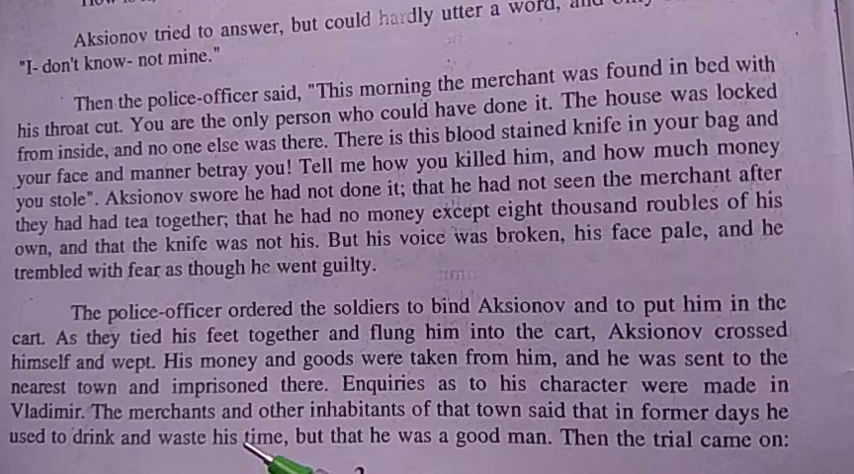 Aksionov tried to answer, but could hardly utter a word,
"I- don't know- not mine."
Then the police-officer said, "This morning the merchant was found in bed with
his throat cut. You are the only person who could have done it. The house was locked
from inside, and no one else was there. There is this blood stained knife in your bag and
your face and manner betray you! Tell me how you killed him, and how much money
you stole". Aksionov swore he had not done it; that he had not seen the merchant after
they had had tea together; that he had no money except eight thousand roubles of his
own, and that the knife was not his. But his voice was broken, his face pale, and he
trembled with fear as though he went guilty.
The police-officer ordered the soldiers to bind Aksionov and to put him in the
cart. As they tied his feet together and flung him into the cart, Aksionov crossed
himself and wept. His money and goods were taken from him, and he was sent to the
nearest town and imprisoned there. Enquiries as to his character were made in
Vladimir. The merchants and other inhabitants of that town said that in former days he
used to drink and waste his time, but that he was a good man. Then the trial came on: